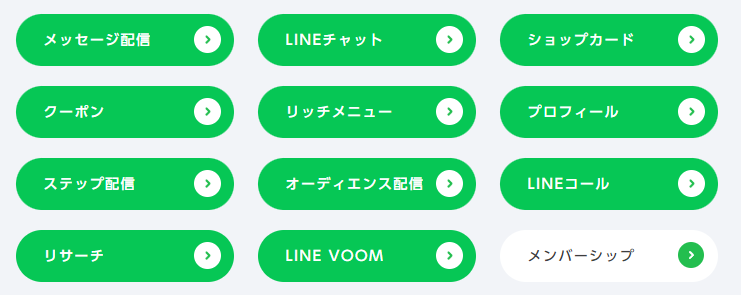 メッセージ配信
LINEチャット
ショップカード
クーポン
リッチメニュー
プロフィール
ステップ配信
オーディエンス配信
LINEコール
リサーチ
LINE VOOM
メンバーシップ